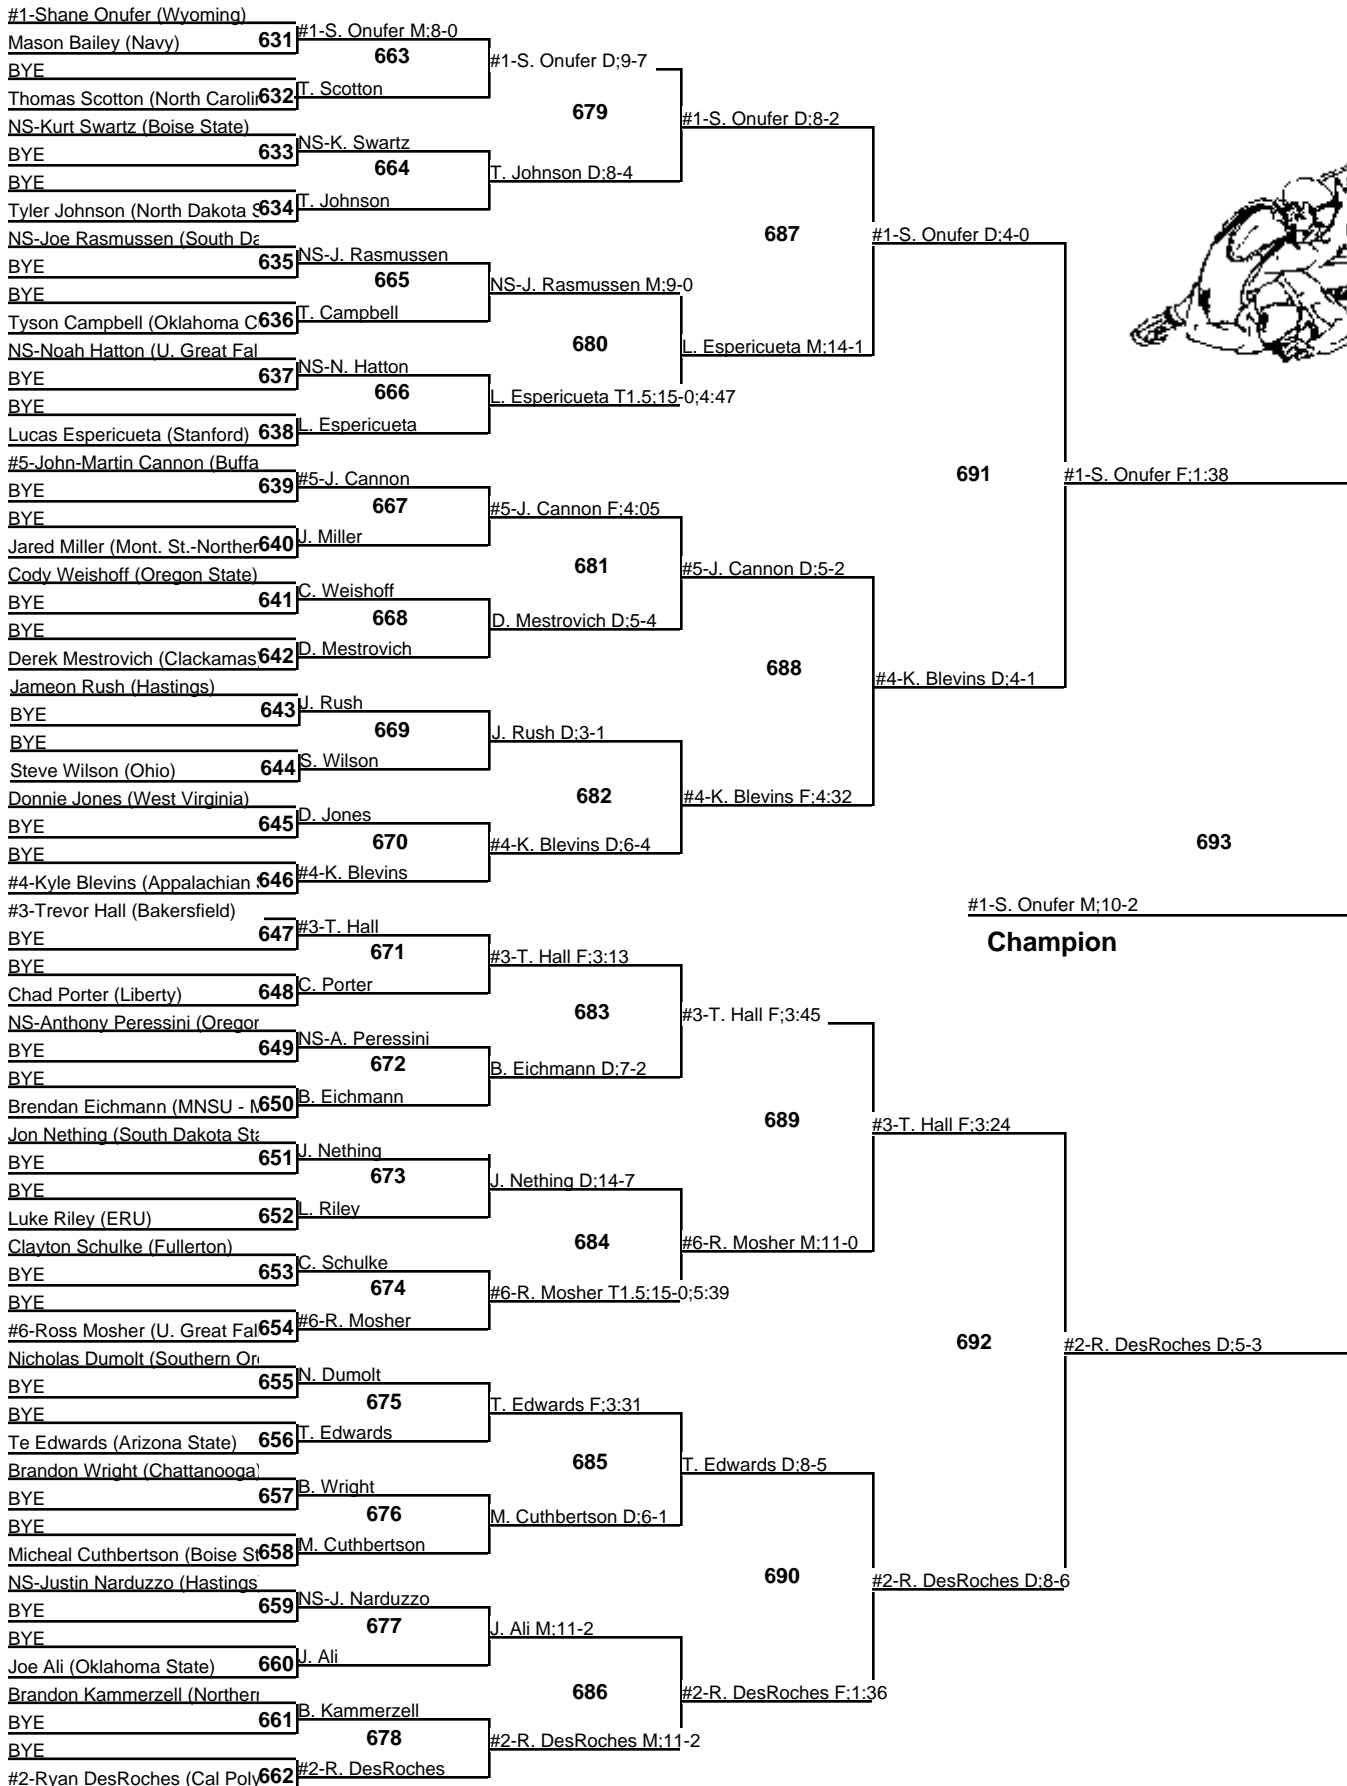 #1-Shane Onufer (Wyoming)
Mason Bailey (Navy) 631
BYE
Thomas Scotton (North Carolin 632
NS-Kurt Swartz (Boise State)
BYE 633
BYE
Tyler Johnson (North Dakota S 634
NS-Joe Rasmussen (South Da
BYE 635
BYE
Tyson Campbell (Oklahoma C 636
NS-Noah Hatton (U. Great Fal
BYE 637
BYE
Lucas Espericueta (Stanford) 638
#5-John-Martin Cannon (Buffa
BYE 639
BYE
Jared Miller (Mont. St.-Norther 640
Cody Weishoff (Oregon State)
BYE 641
BYE
Derek Mestrovich (Clackamas) 642
Jameon Rush (Hastings)
BYE 643
BYE
Steve Wilson (Ohio) 644
Donnie Jones (West Virginia)
BYE 645
BYE
#4-Kyle Blevins (Appalachian S 646
#3-Trevor Hall (Bakersfield)
BYE 647
BYE
Chad Porter (Liberty) 648
NS-Anthony Peressini (Oregon
BYE 649
BYE
Brendan Eichmann (MNSU - M 650
Jon Nething (South Dakota Sta
BYE 651
BYE
Luke Riley (ERU) 652
Clayton Schulke (Fullerton)
BYE 653
BYE
#6-Ross Mosher (U. Great Fal 654
Nicholas Dumolt (Southern Ore
BYE 655
BYE
Te Edwards (Arizona State) 656
Brandon Wright (Chattanooga)
BYE 657
BYE
Micheal Cuthbertson (Boise St 658
NS-Justin Narduzzo (Hastings)
BYE 659
BYE
Joe Ali (Oklahoma State) 660
Brandon Kammerzell (Northern
BYE 661
BYE
#2-Ryan DesRoches (Cal Poly 662
#1-S. Onufer M;8-0
663
T. Scotton
NS-K. Swartz
664
T. Johnson
NS-J. Rasmussen
665
T. Campbell
NS-N. Hatton
666
L. Espericueta
#5-J. Cannon
667
J. Miller
C. Weishoff
668
D. Mestrovich
J. Rush
669
S. Wilson
D. Jones
670
#4-K. Blevins
#3-T. Hall
671
C. Porter
NS-A. Peressini
672
B. Eichmann
J. Nething
673
L. Riley
C. Schulke
674
#6-R. Mosher
N. Dumolt
675
T. Edwards
B. Wright
676
M. Cuthbertson
NS-J. Narduzzo
677
J. Ali
B. Kammerzell
678
#2-R. DesRoches
#1-S. Onufer D;9-7
679
T. Johnson D;8-4
NS-J. Rasmussen M;9-0
680
L. Espericueta T1.5;15-0;4:47
#5-J. Cannon F;4:05
681
D. Mestrovich D;5-4
J. Rush D;3-1
682
#4-K. Blevins D;6-4
#3-T. Hall F;3:13
683
B. Eichmann D;7-2
J. Nething D;14-7
684
#6-R. Mosher T1.5;15-0;5:39
T. Edwards F;3:31
685
M. Cuthbertson D;6-1
J. Ali M;11-2
686
#2-R. DesRoches M;11-2
#1-S. Onufer D;8-2
687
L. Espericueta M;14-1
#5-J. Cannon D;5-2
688
#4-K. Blevins F;4:32
#3-T. Hall F;3:45
689
#6-R. Mosher M;11-0
T. Edwards D;8-5
690
#2-R. DesRoches F;1:36
#1-S. Onufer D;4-0
691
#4-K. Blevins D;4-1
#3-T. Hall F;3:24
692
#2-R. DesRoches D;8-6
#1-S. Onufer F;1:38
693
#2-R. DesRoches D;5-3
#1-S. Onufer M;10-2
Champion